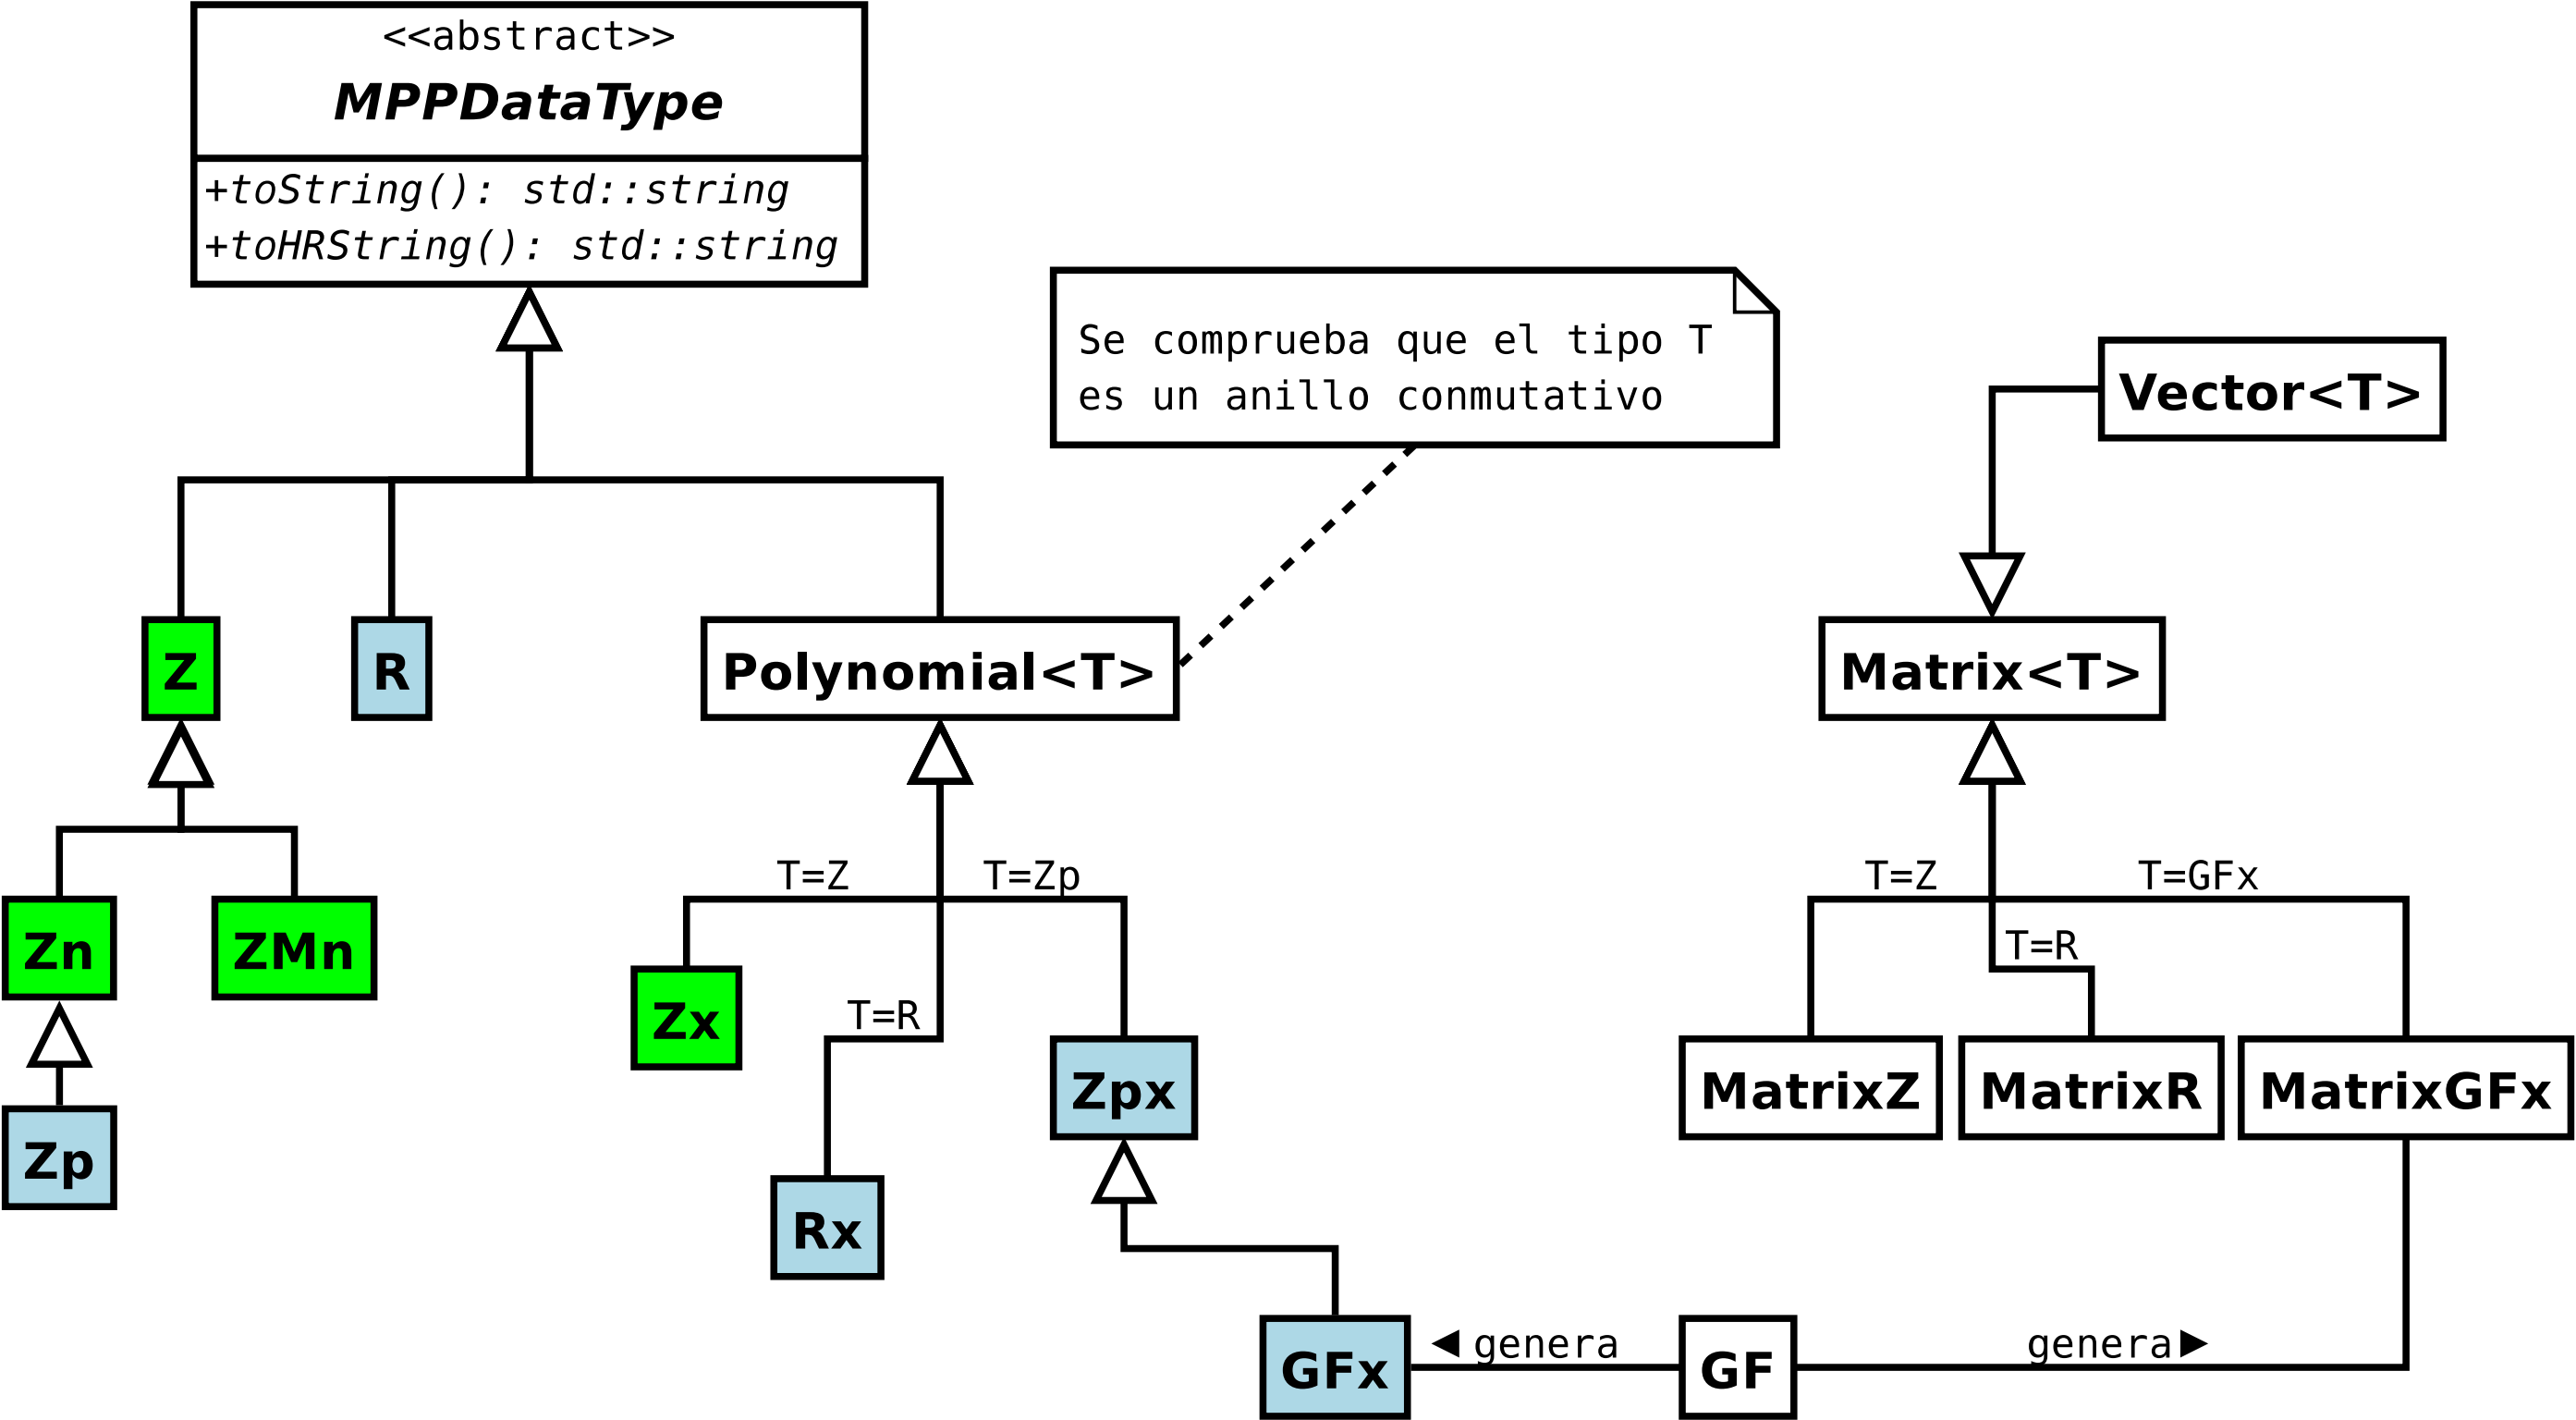 <<abstract>>
MPPDataType
+toString(): std::string
+toHRString(): std::string
Se comprueba que el tipo T
es un anillo conmutativo
Vector<T>
Z
R
Polynomial<T>
Matrix<T>
T=Z
T=Zp
T=Z
T=GFx
Zn
ZMn
T=R
Zx
T=R
Zpx
MatrixZ
MatrixR
MatrixGFx
Zp
Rx
GFx
genera
GF
genera